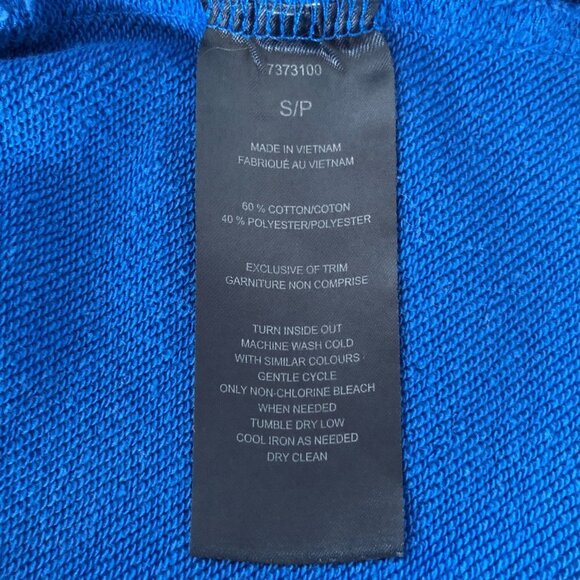 7373100
S/P
MADE IN VIETNAM
FABRIQUÉ AU VIETNAM
60 % COTTON/COTON
40 % POLYESTER/POLYESTER
EXCLUSIVE OF TRIM
GARNITURE NON COMPRISE
TURN INSIDE OUT
MACHINE WASH COLD
WITH SIMILAR COLOURS
GENTLE CYCLE
ONLY NON-CHLORINE BLEACH
WHEN NEEDED
TUMBLE DRY LOW
COOL IRON AS NEEDED
DRY CLEAN